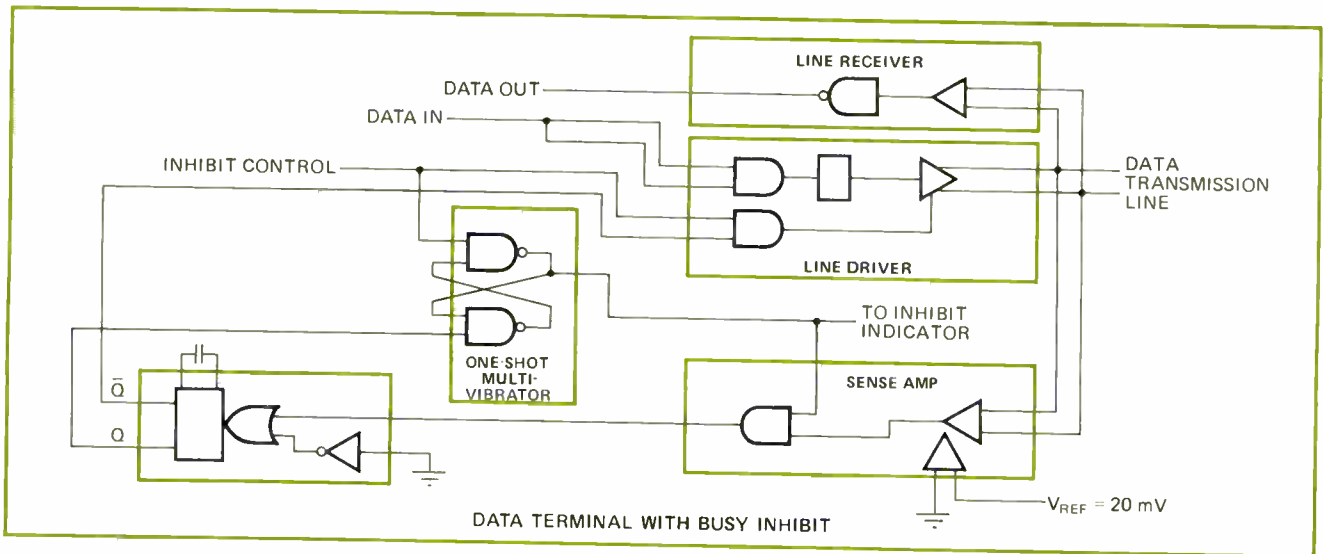 LINE RECEIVER
DATA OUT
DATA IN
INHIBIT CONTROL
DATA
TRANSMISSION
LINE
LINE DRIVER
TO INHIBIT
INDICATOR
ONE-SHOT
MULTI-
VIBRATOR
SENSE AMP
Q̅
Q
VREF = 20 mV
DATA TERMINAL WITH BUSY INHIBIT